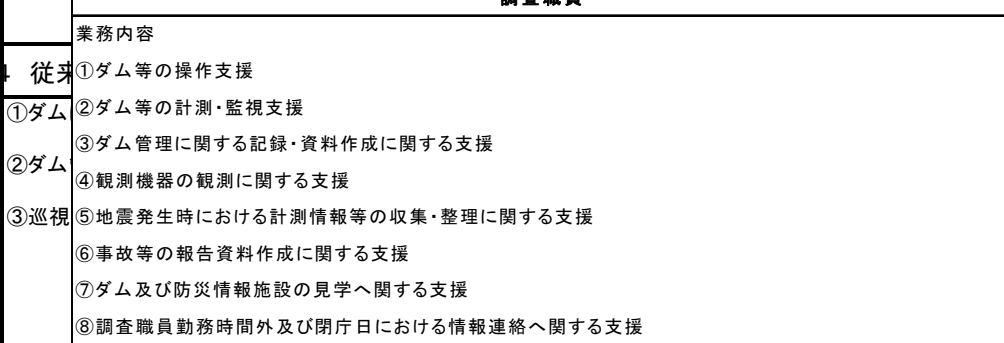 調査職員
業務内容
①ダム等の操作支援
②ダム等の計測・監視支援
③ダム管理に関する記録・資料作成に関する支援
④観測機器の観測に関する支援
⑤地震発生時における計測情報等の収集・整理に関する支援
⑥事故等の報告資料作成に関する支援
⑦ダム及び防災情報施設の見学へ関する支援
⑧調査職員勤務時間外及び閉庁日における情報連絡へ関する支援
従来
①ダム
②ダム
③巡視